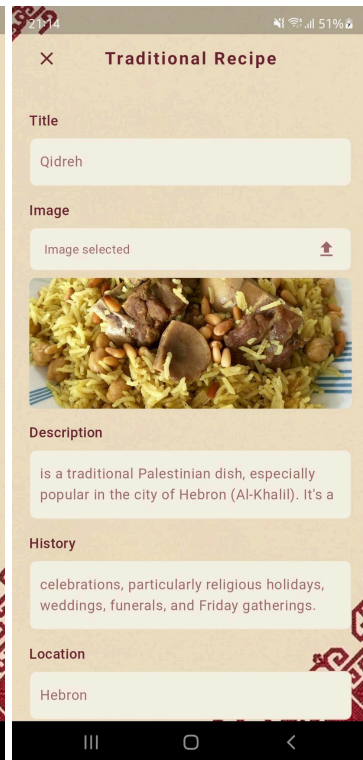 21:14
51%
Traditional Recipe
Title
Qidreh
Image
Image selected
Description
is a traditional Palestinian dish, especially
popular in the city of Hebron (Al-Khalil). It's a
History
celebrations, particularly religious holidays,
weddings, funerals, and Friday gatherings.
Location
Hebron